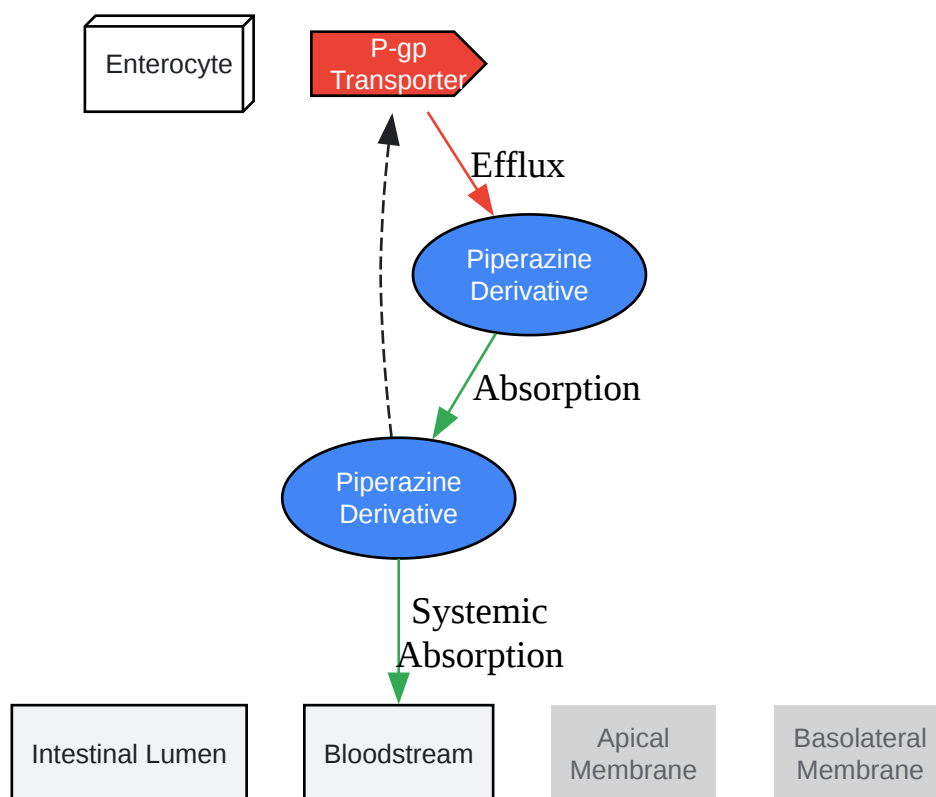 Enterocyte
P-gp
Transporter
Efflux
Piperazine
Derivative
Absorption
Piperazine
Derivative
Systemic
Absorption
Intestinal Lumen
Bloodstream
Apical
Membrane
Basolateral
Membrane